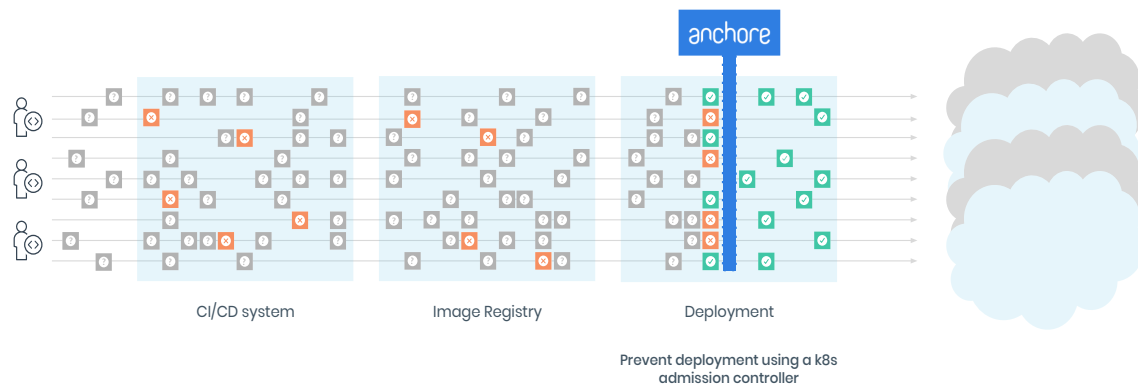 anchore
CI/CD system
Image Registry
Deployment
Prevent deployment using a k8s
admission controller